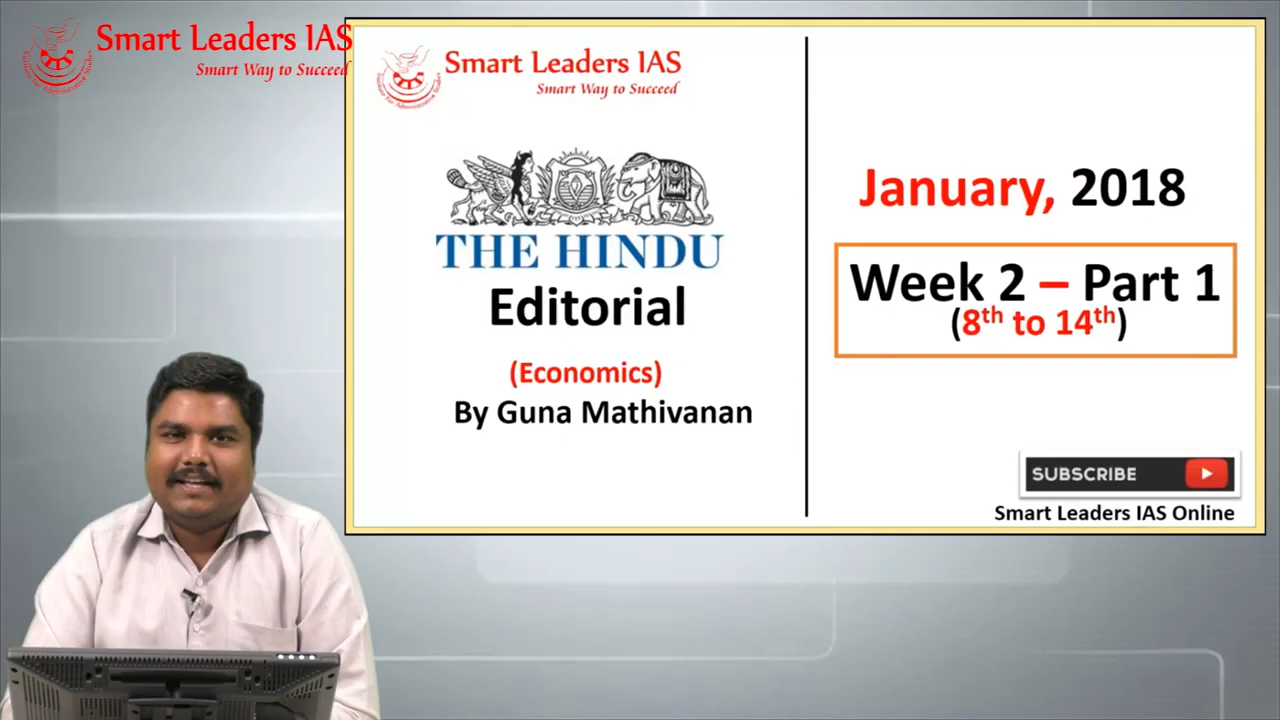 Smart Leaders IAS
Smart Way to Succeed
Smart Leaders IAS
Smart Way to Succeed
THE HINDU
Editorial
(Economics)
By Guna Mathivanan
January, 2018
Week 2 – Part 1
(8th to 14th)
SUBSCRIBE
Smart Leaders IAS Online